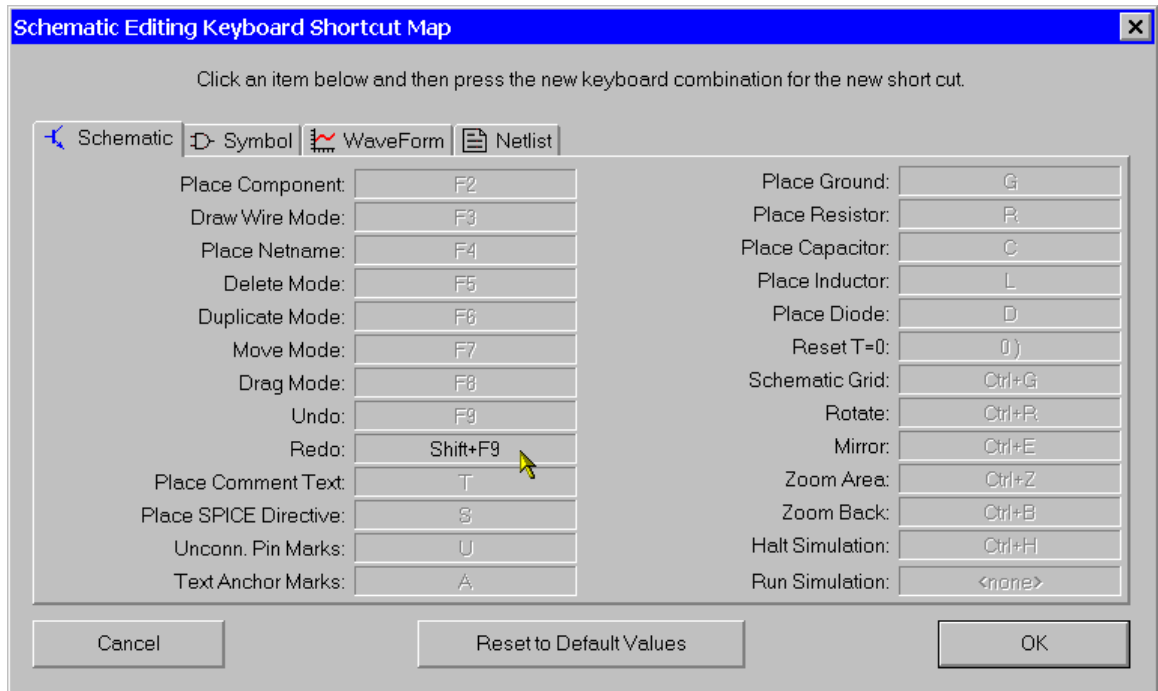 Schematic Editing Keyboard Shortcut Map
Click an item below and then press the new keyboard combination for the new short cut.
Schematic Symbol WaveForm Netlist
Place Component: F2
Draw Wire Mode: F3
Place Netname: F4
Delete Mode: F5
Duplicate Mode: F6
Move Mode: F7
Drag Mode: F8
Undo: F9
Redo: Shift+F9
Place Comment Text: T
Place SPICE Directive: S
Unconn. Pin Marks: U
Text Anchor Marks: A
Place Ground: G
Place Resistor: R
Place Capacitor: C
Place Inductor: L
Place Diode: D
Reset T=0: 0 )
Schematic Grid: Ctrl+G
Rotate: Ctrl+R
Mirror: Ctrl+E
Zoom Area: Ctrl+Z
Zoom Back: Ctrl+B
Halt Simulation: Ctrl+H
Run Simulation: <none>
Cancel Reset to Default Values OK